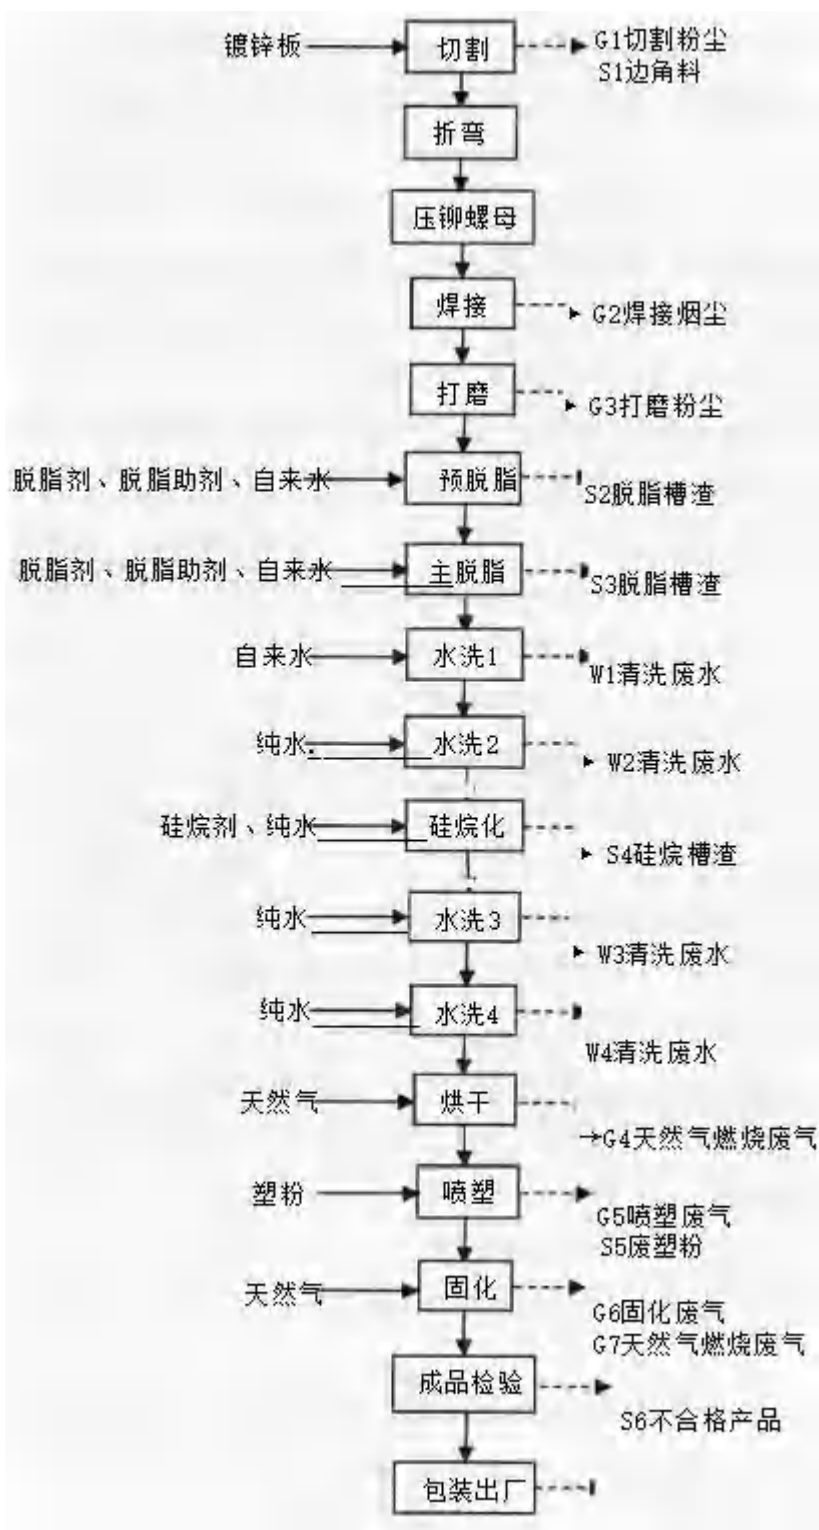 镀锌板 切割 G1切割粉尘
S1边角料
折弯
压铆螺母
焊接 G2焊接烟尘
打磨 G3打磨粉尘
脱脂剂、脱脂助剂、自来水 预脱脂 S2脱脂槽渣
脱脂剂、脱脂助剂、自来水 主脱脂 S3脱脂槽渣
自来水 水洗1 W1清洗废水
纯水 水洗2 W2清洗废水
硅烷剂、纯水 硅烷化 S4硅烷槽渣
纯水 水洗3 W3清洗废水
纯水 水洗4 W4清洗废水
天然气 烘干 G4天然气燃烧废气
塑粉 喷塑 G5喷塑废气
S5废塑粉
天然气 固化 G6固化废气
G7天然气燃烧废气
成品检验 S6不合格产品
包装出厂